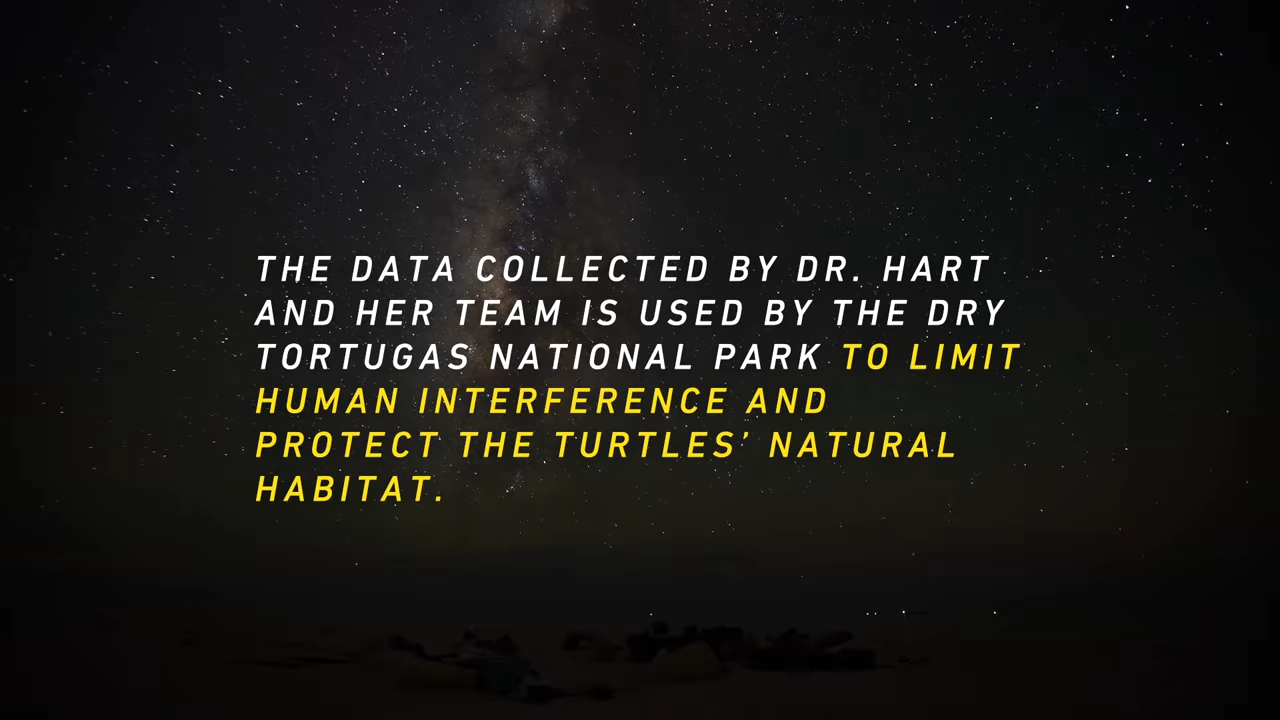 THE DATA COLLECTED BY DR. HART
AND HER TEAM IS USED BY THE DRY
TORTUGAS NATIONAL PARK TO LIMIT
HUMAN INTERFERENCE AND
PROTECT THE TURTLES’ NATURAL
HABITAT.